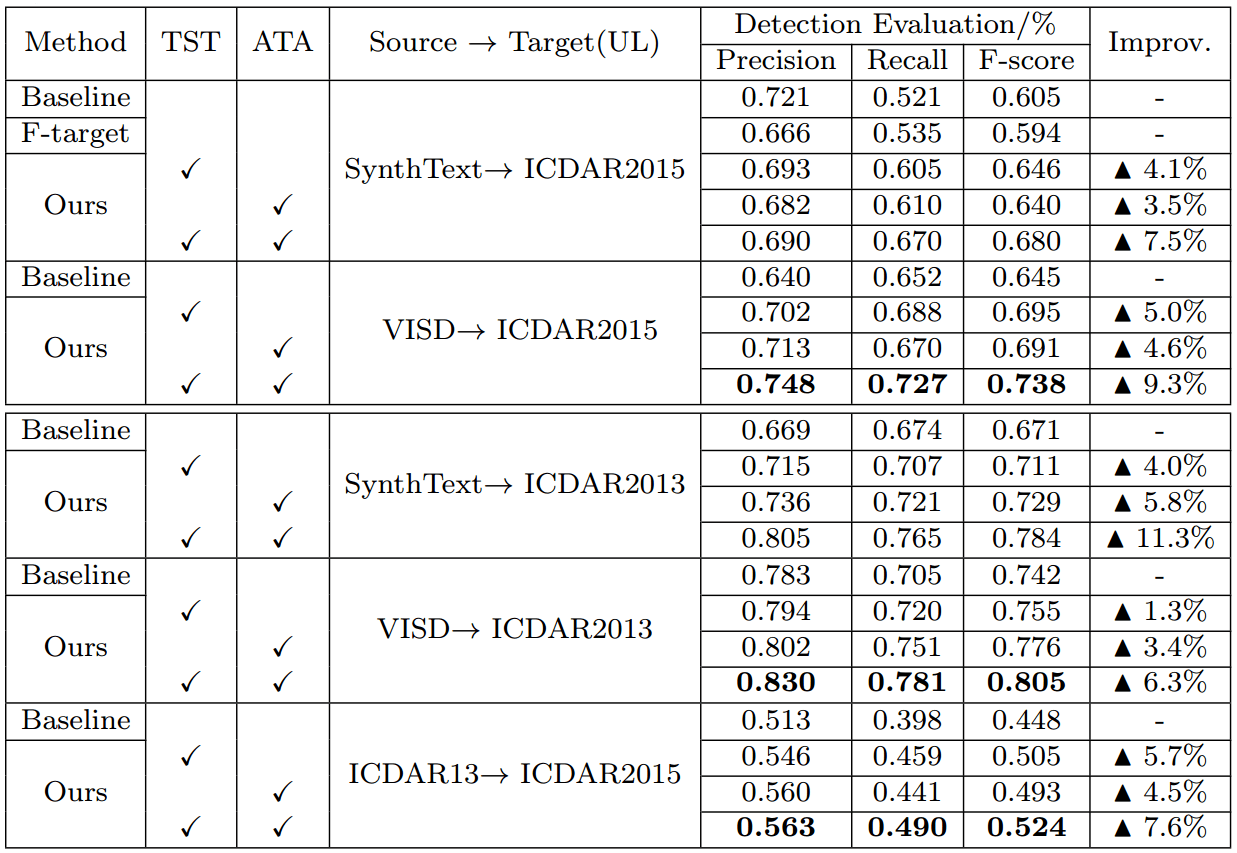 Method TST ATA Source → Target(UL) Detection Evaluation/% Improv.
Precision Recall F-score
Baseline 0.721 0.521 0.605 -
F-target 0.666 0.535 0.594 -
✓ SynthText→ ICDAR2015 0.693 0.605 0.646 ▲ 4.1%
Ours ✓ 0.682 0.610 0.640 ▲ 3.5%
✓ ✓ 0.690 0.670 0.680 ▲ 7.5%
Baseline 0.640 0.652 0.645 -
✓ VISD→ ICDAR2015 0.702 0.688 0.695 ▲ 5.0%
Ours ✓ 0.713 0.670 0.691 ▲ 4.6%
✓ ✓ 0.748 0.727 0.738 ▲ 9.3%
Baseline 0.669 0.674 0.671 -
✓ SynthText→ ICDAR2013 0.715 0.707 0.711 ▲ 4.0%
Ours ✓ 0.736 0.721 0.729 ▲ 5.8%
✓ ✓ 0.805 0.765 0.784 ▲ 11.3%
Baseline 0.783 0.705 0.742 -
✓ VISD→ ICDAR2013 0.794 0.720 0.755 ▲ 1.3%
Ours ✓ 0.802 0.751 0.776 ▲ 3.4%
✓ ✓ 0.830 0.781 0.805 ▲ 6.3%
Baseline 0.513 0.398 0.448 -
✓ ICDAR13→ ICDAR2015 0.546 0.459 0.505 ▲ 5.7%
Ours ✓ 0.560 0.441 0.493 ▲ 4.5%
✓ ✓ 0.563 0.490 0.524 ▲ 7.6%